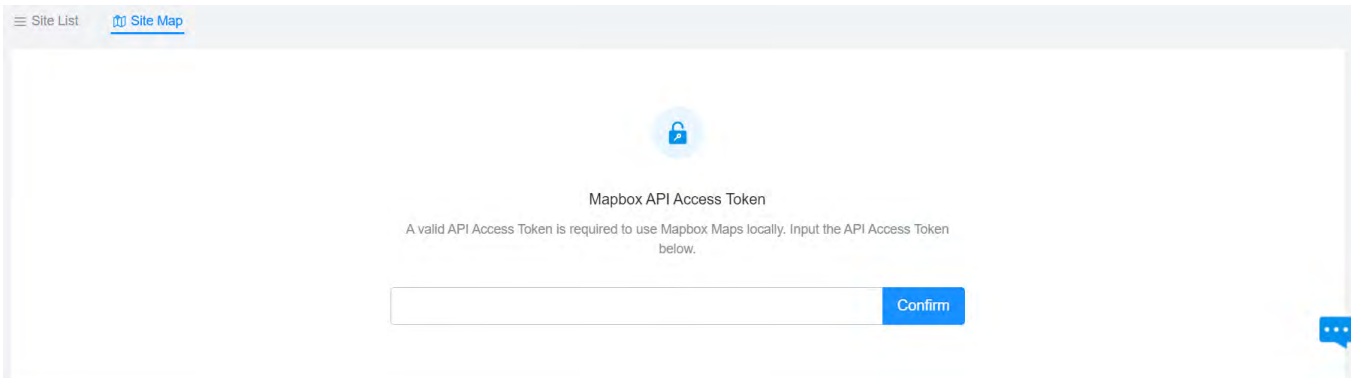 Site List
Site Map
Mapbox API Access Token
A valid API Access Token is required to use Mapbox Maps locally. Input the API Access Token
below.
Confirm